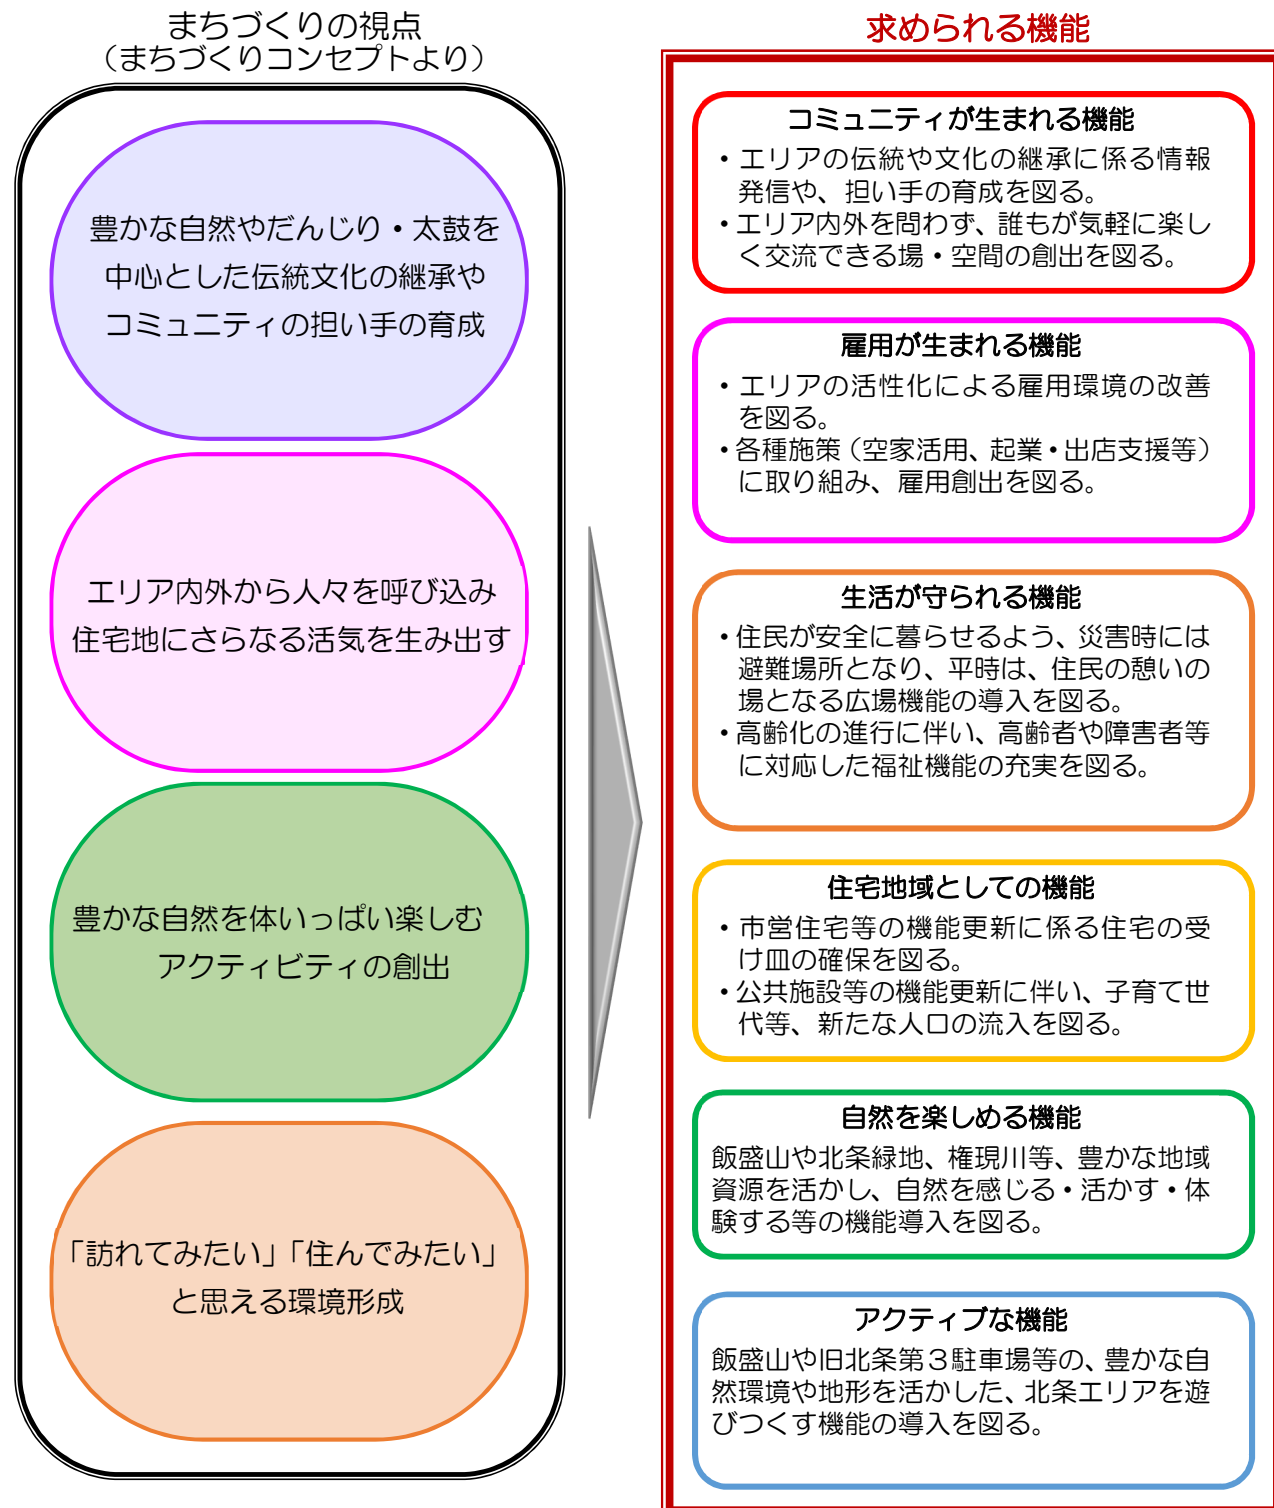 まちづくりの視点
（まちづくりコンセプトより）
豊かな自然やだんじり・太鼓を
中心とした伝統文化の継承や
コミュニティの担い手の育成
エリア内外から人々を呼び込み
住宅地にさらなる活気を生み出す
豊かな自然を体いっぱい楽しむ
アクティビティの創出
「訪れてみたい」「住んでみたい」
と思える環境形成
求められる機能
コミュニティが生まれる機能
・エリアの伝統や文化の継承に係る情報
発信や、担い手の育成を図る。
・エリア内外を問わず、誰もが気軽に楽し
く交流できる場・空間の創出を図る。
雇用が生まれる機能
・エリアの活性化による雇用環境の改善
を図る。
・各種施策（空家活用、起業・出店支援等）
に取り組み、雇用創出を図る。
生活が守られる機能
・住民が安全に暮らせるよう、災害時には
避難場所となり、平時は、住民の憩いの
場となる広場機能の導入を図る。
・高齢化の進行に伴い、高齢者や障害者等
に対応した福祉機能の充実を図る。
住宅地域としての機能
・市営住宅等の機能更新に係る住宅の受
け皿の確保を図る。
・公共施設等の機能更新に伴い、子育て世
代等、新たな人口の流入を図る。
自然を楽しめる機能
飯盛山や北条緑地、権現川等、豊かな地域
資源を活かし、自然を感じる・活かす・体
験する等の機能導入を図る。
アクティブな機能
飯盛山や旧北条第３駐車場等の、豊かな自
然環境や地形を活かした、北条エリアを遊
びつくす機能の導入を図る。